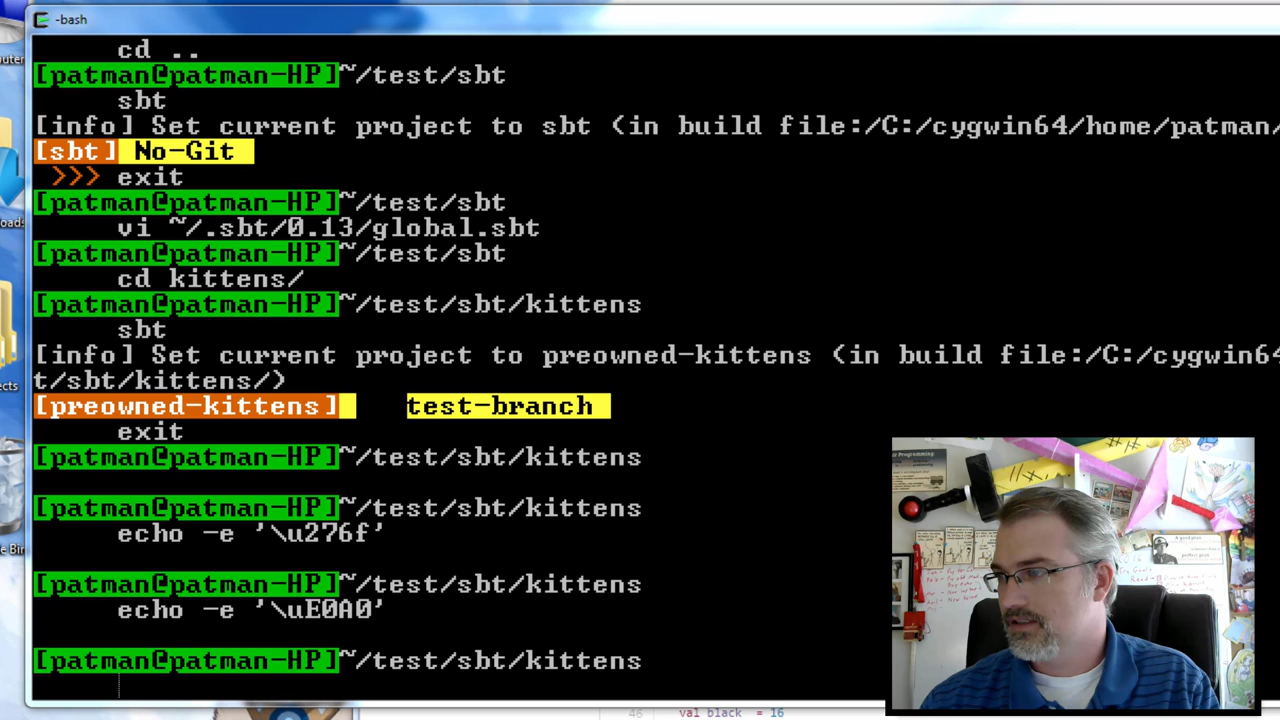 -bash
cd ..
[patman@patman-HP]~/test/sbt
sbt
[info] Set current project to sbt (in build file:/C:/cygwin64/home/patman/
[sbt] No-Git
>>> exit
[patman@patman-HP]~/test/sbt
vi ~/.sbt/0.13/global.sbt
[patman@patman-HP]~/test/sbt
cd kittens/
[patman@patman-HP]~/test/sbt/kittens
sbt
[info] Set current project to preowned-kittens (in build file:/C:/cygwin64
t/sbt/kittens/)
[preowned-kittens] test-branch
exit
[patman@patman-HP]~/test/sbt/kittens
[patman@patman-HP]~/test/sbt/kittens
echo -e '\u276f'
[patman@patman-HP]~/test/sbt/kittens
echo -e '\uE0A0'
[patman@patman-HP]~/test/sbt/kittens
46 val black = 16